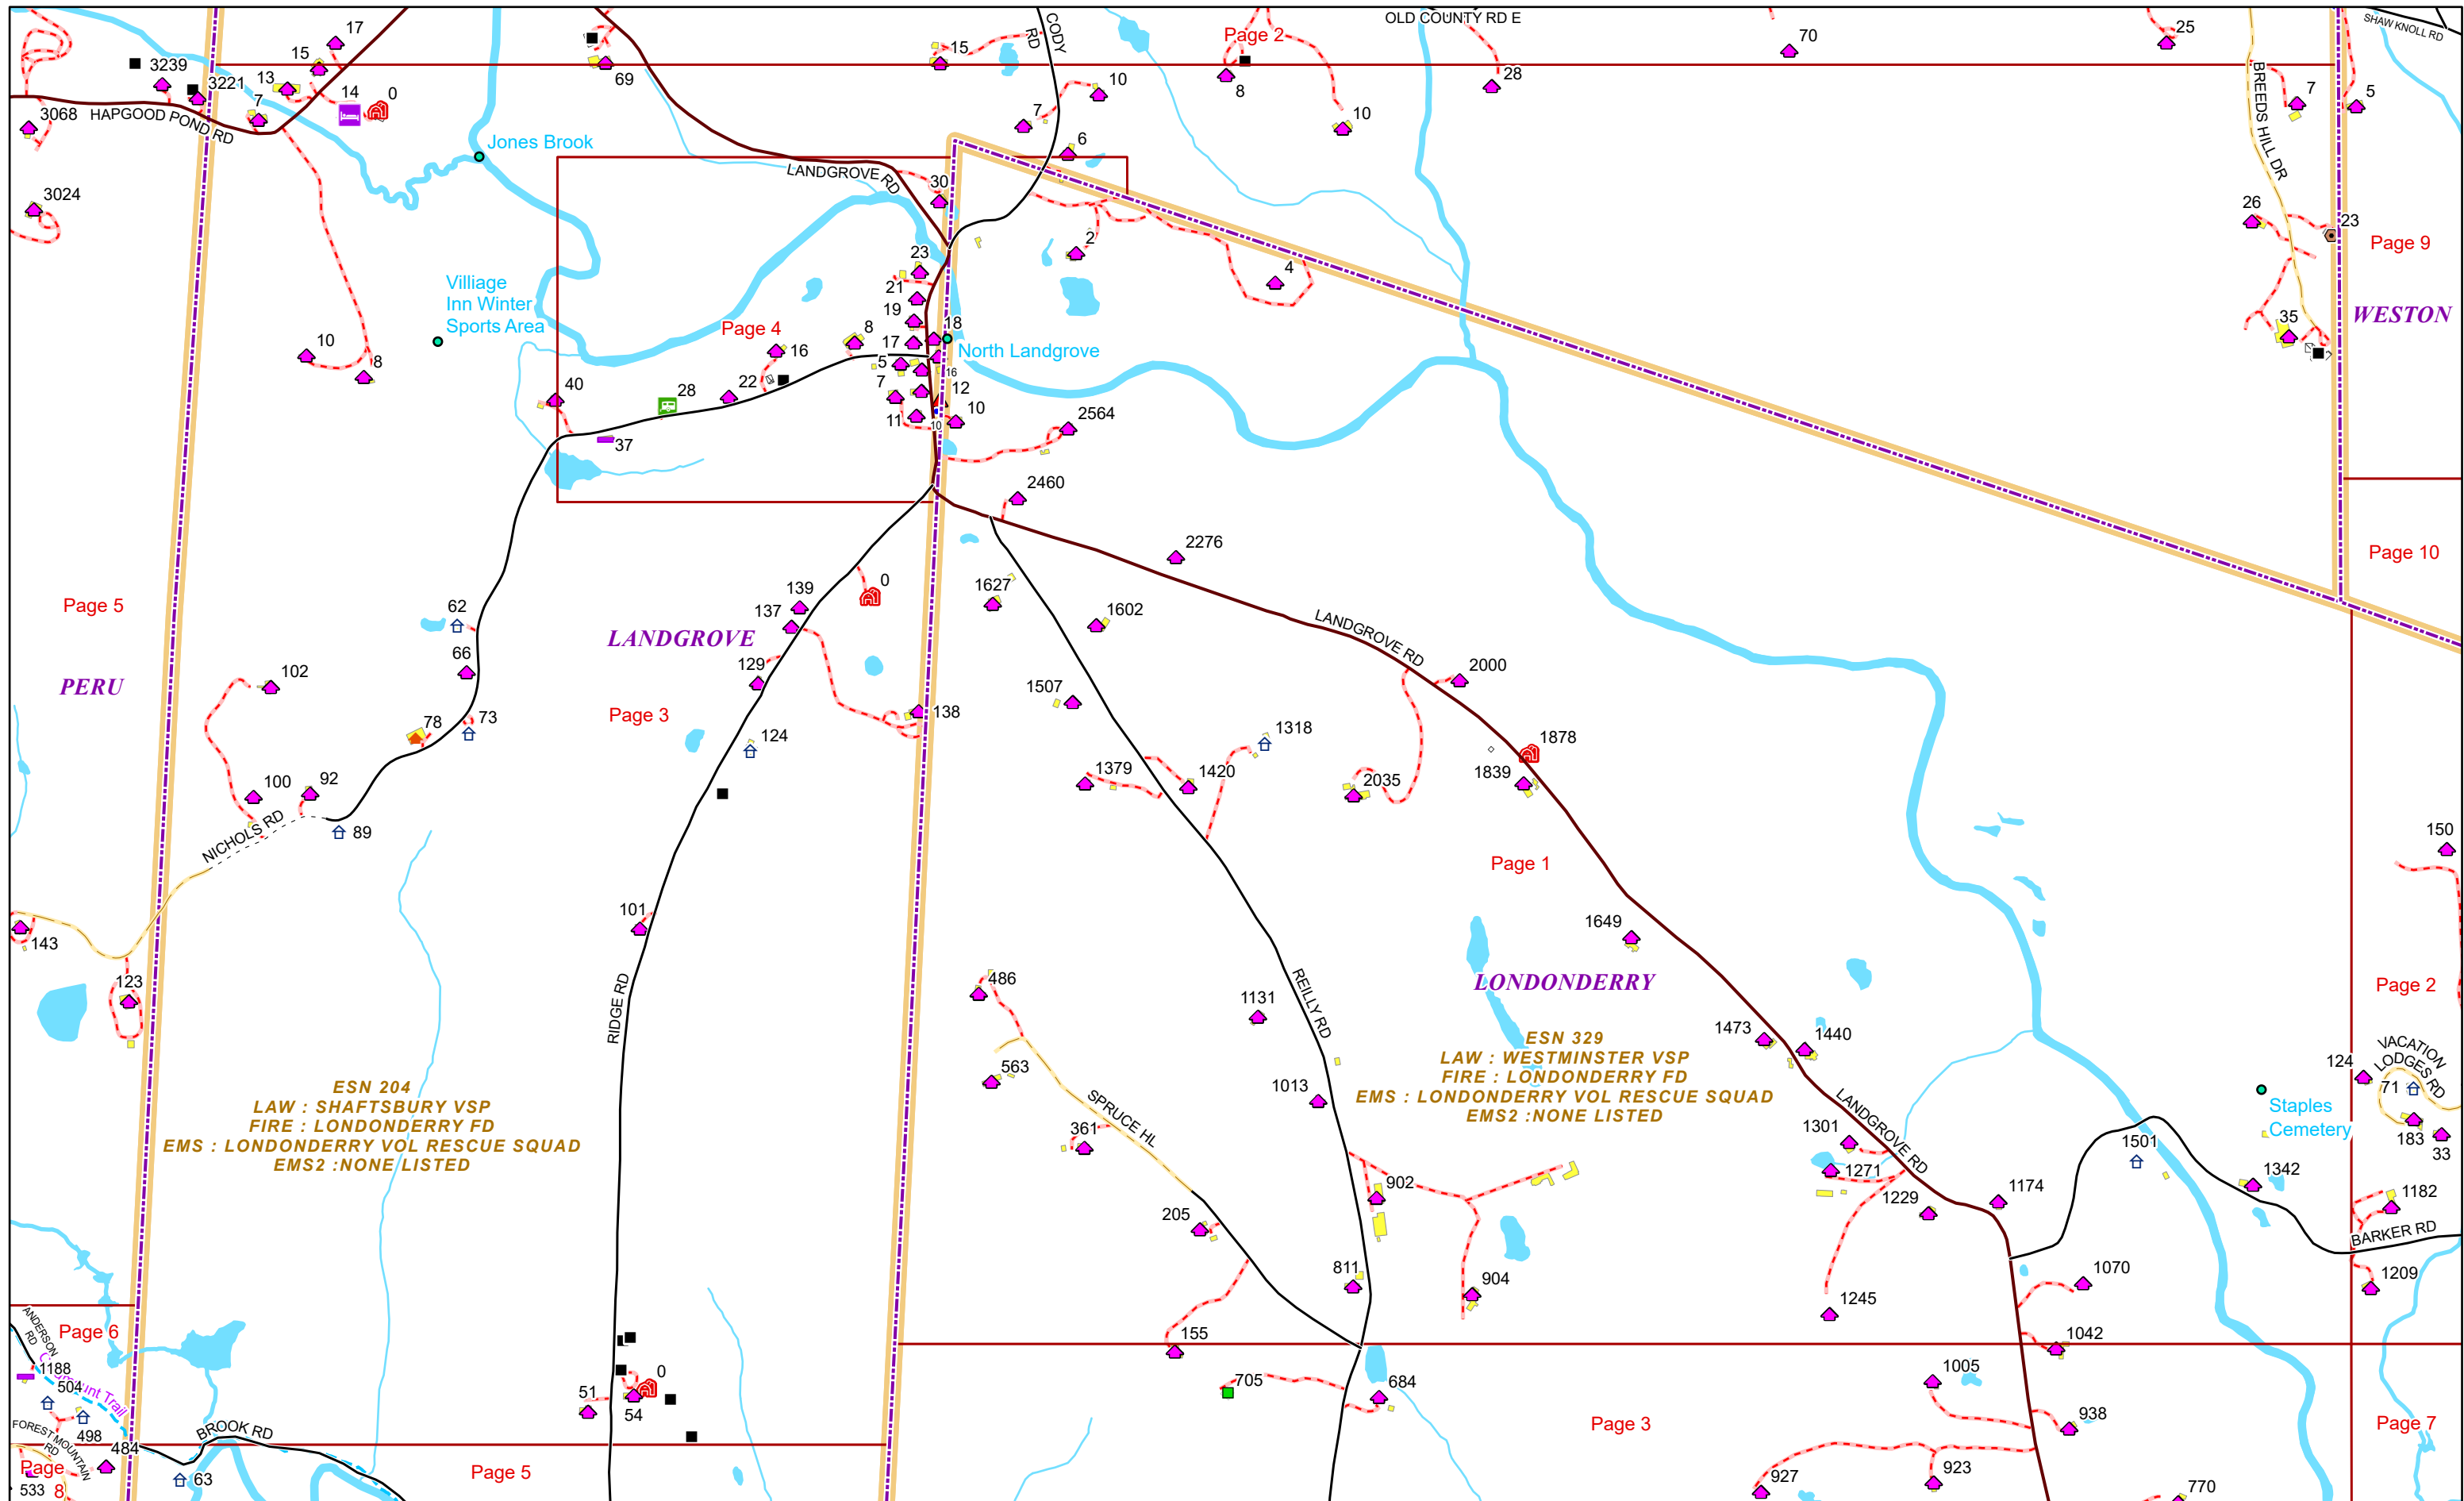 17
CODY RD
OLD COUNTY RD E
Page 2
70
25
SHAW KNOLL RD
15
3239
13
3221
7
14
0
69
15
10
7
6
8
10
28
BREEDS HILL DR
7
5
3068
HAPGOOD POND RD
Jones Brook
LANDGROVE RD
30
3024
2
4
26
23
Page 9
WESTON
35
Villiage
Inn Winter
Sports Area
23
21
19
18
17
Page 4
8
16
5
16
North Landgrove
10
8
40
28
22
7
12
10
11
10
37
2564
2460
2276
Page 10
Page 5
PERU
62
66
73
78
102
100
92
89
NICHOLS RD
139
137
0
LANDGROVE
129
Page 3
138
124
1627
1602
1507
1318
1379
1420
LANDGROVE RD
2000
2035
1878
1839
Page 1
150
143
123
101
RIDGE RD
486
563
1131
REILLY RD
1013
1649
LONDONDERRY
1473
1440
Page 2
ESN 329
LAW : WESTMINSTER VSP
FIRE : LONDONDERRY FD
EMS : LONDONDERRY VOL RESCUE SQUAD
EMS2 :NONE LISTED
ESN 204
LAW : SHAFTSBURY VSP
FIRE : LONDONDERRY FD
EMS : LONDONDERRY VOL RESCUE SQUAD
EMS2 :NONE LISTED
SPRUCE HL
361
205
155
902
811
904
LANDGROVE RD
1301
1271
1229
1174
1245
1501
1342
Staples
Cemetery
124
VACATION
LODGES RD
71
183
33
1182
BARKER RD
1209
1070
1042
1005
938
Page 6
ANDERSON RD
1188
504
Trail
498
FOREST MOUNTAIN RD
484
Page
8
533
BROOK RD
63
Page 5
51
0
54
705
684
Page 3
927
923
770
Page 7